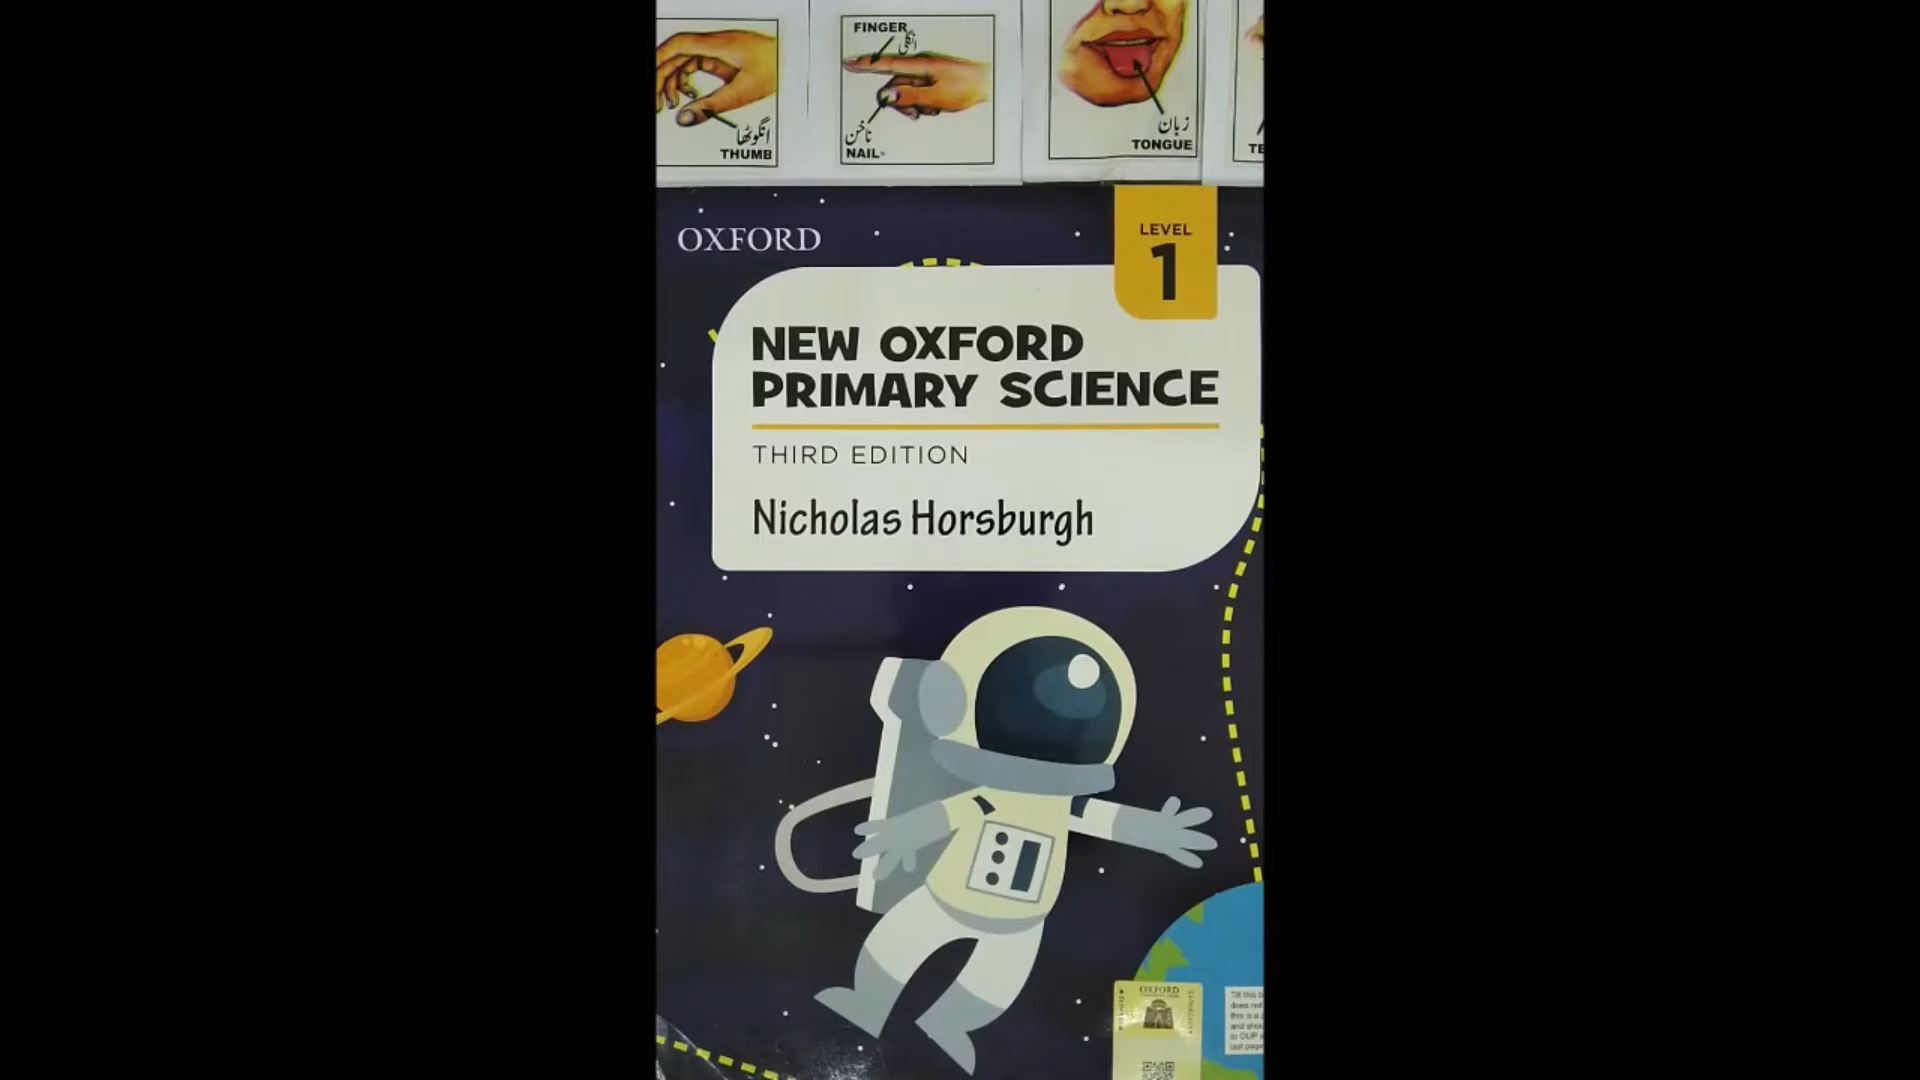 FINGER
انگلی
انگوٹھا
THUMB
ناخن
NAIL
زبان
TONGUE
OXFORD
LEVEL
1
NEW OXFORD
PRIMARY SCIENCE
THIRD EDITION
Nicholas Horsburgh
OXFORD